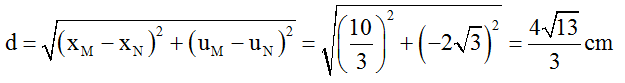 d = √((x_M − x_N)² + (u_M − u_N)²) = √((10/3)² + (−2√3)²) = 4√13/3 cm